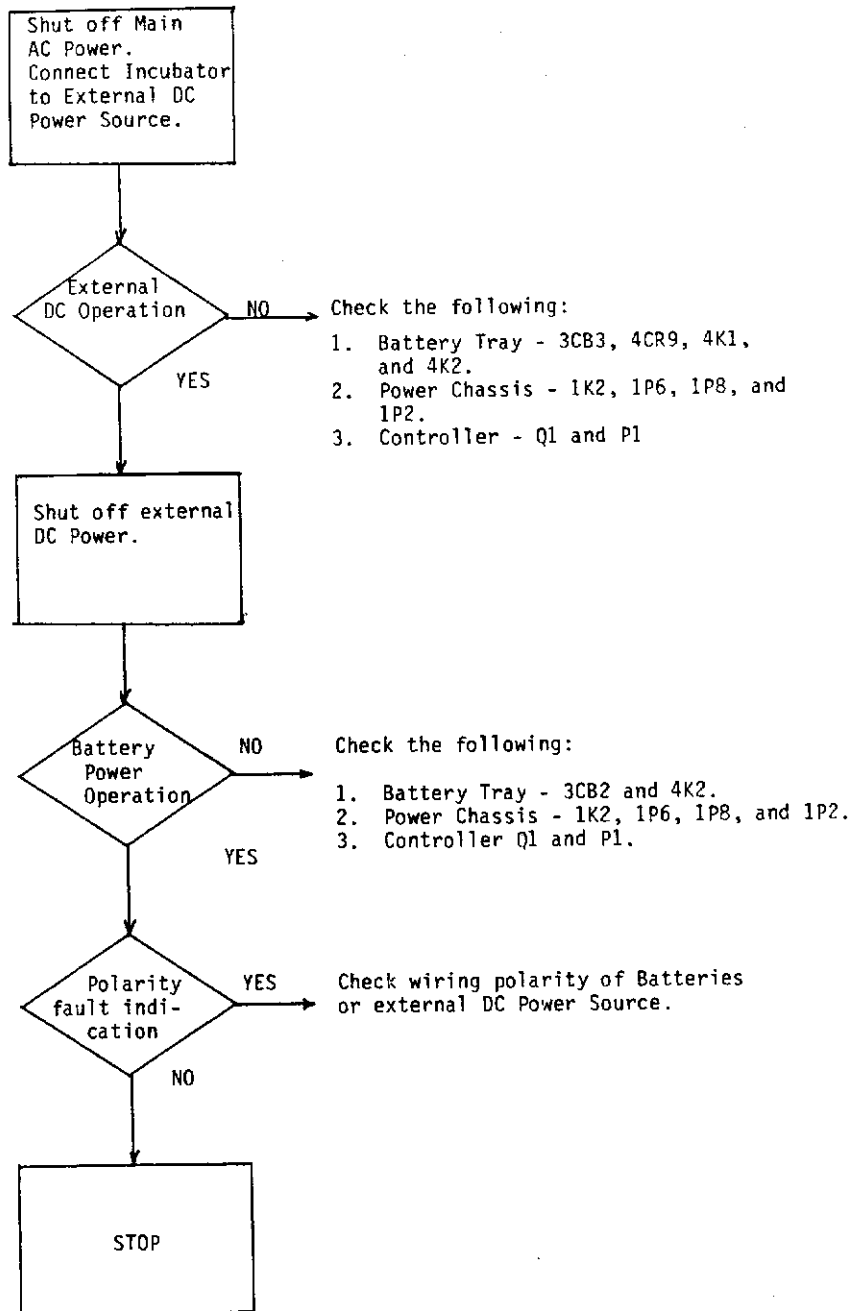 Shut off Main
AC Power.
Connect Incubator
to External DC
Power Source.
External
DC Operation
NO
Check the following:
1. Battery Tray - 3CB3, 4CR9, 4K1,
and 4K2.
2. Power Chassis - 1K2, 1P6, 1P8, and
1P2.
3. Controller - Q1 and P1
YES
Shut off external
DC Power.
Battery
Power
Operation
NO
Check the following:
1. Battery Tray - 3CB2 and 4K2.
2. Power Chassis - 1K2, 1P6, 1P8, and 1P2.
3. Controller Q1 and P1.
YES
Polarity
fault indi-
cation
YES
Check wiring polarity of Batteries
or external DC Power Source.
NO
STOP